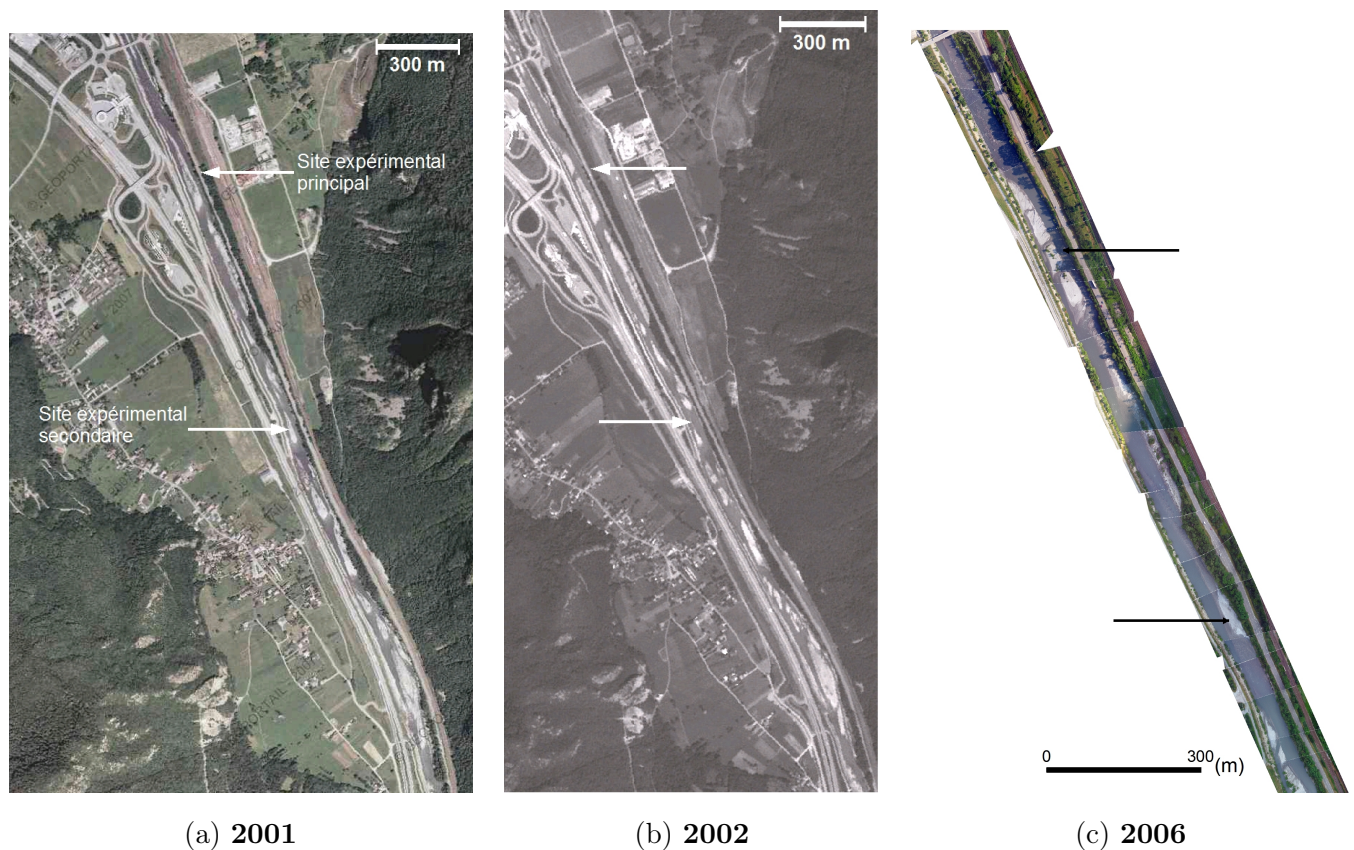 300 m
Site expérimental
principal
Site expérimental
secondaire
300 m
0 300 (m)
(a) 2001
(b) 2002
(c) 2006